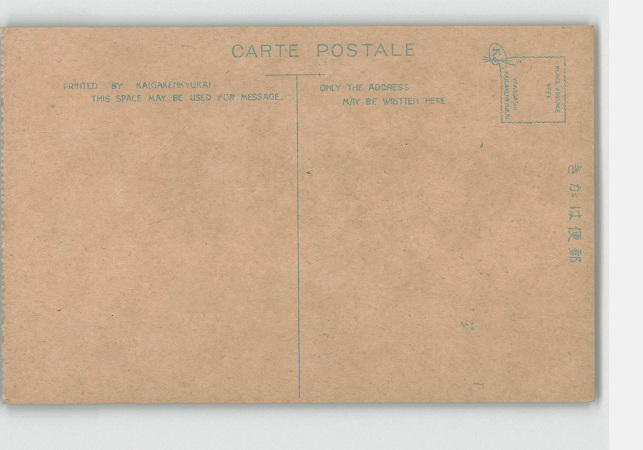 CARTE POSTALE
PRINTED BY KAIGAKENKYUKAI
THIS SPACE MAY BE USED FOR MESSAGE.
ONLY THE ADDRESS
MAY BE WRITTEN HERE
きかは便郵